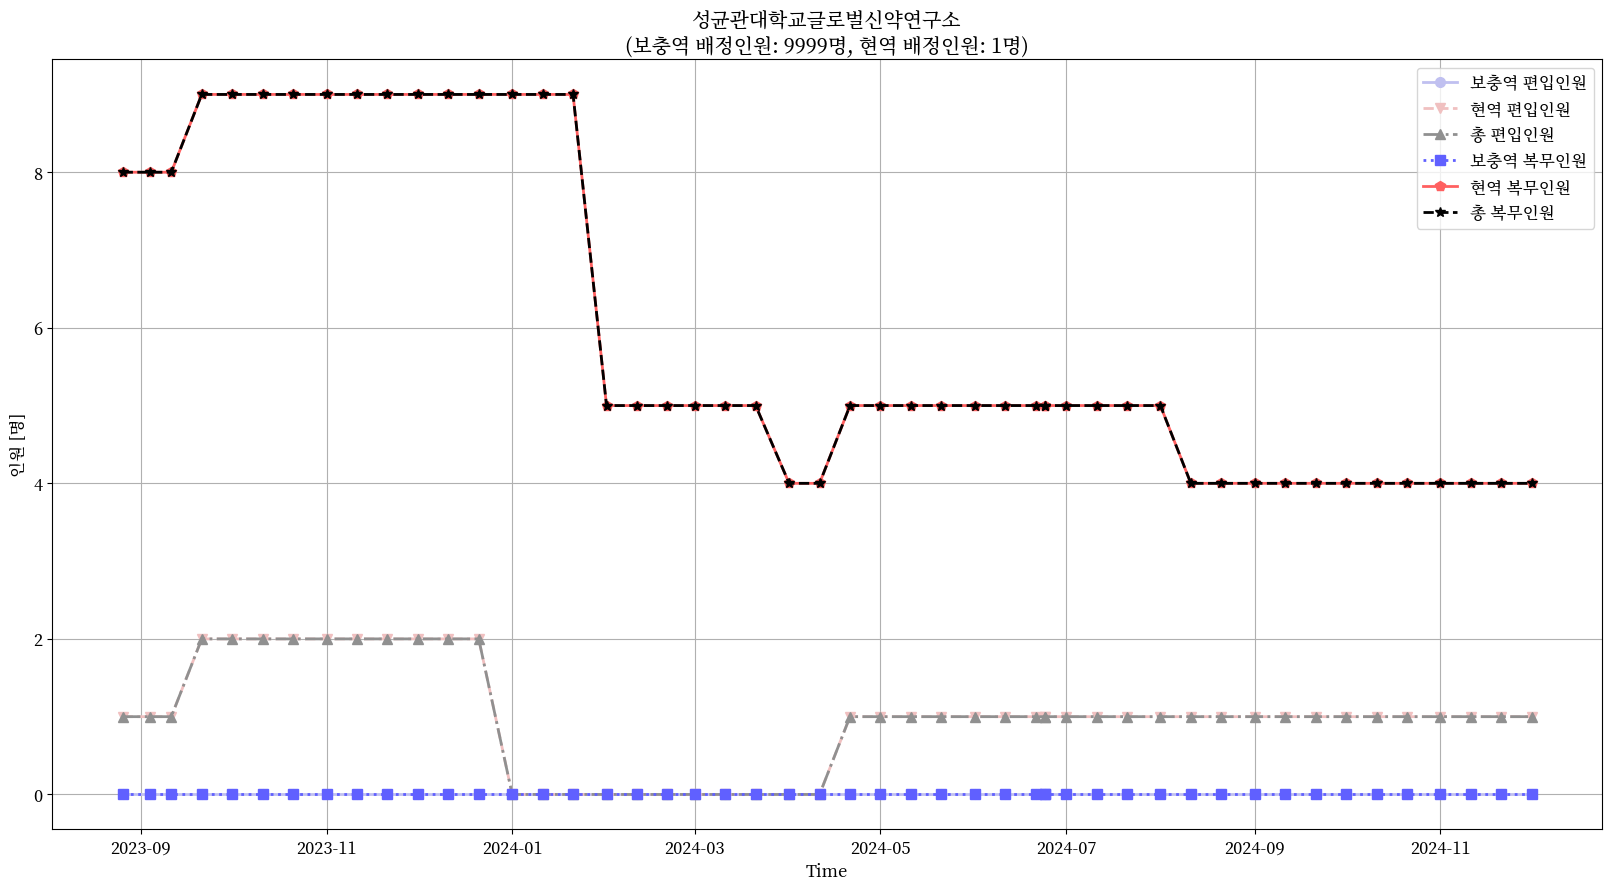 성균관대학교글로벌신약연구소
(보충역 배정인원: 9999명, 현역 배정인원: 1명)
보충역 편입인원
현역 편입인원
총 편입인원
보충역 복무인원
현역 복무인원
총 복무인원
인원 [명]
8
6
4
2
0
2023-09
2023-11
2024-01
2024-03
2024-05
2024-07
2024-09
2024-11
Time